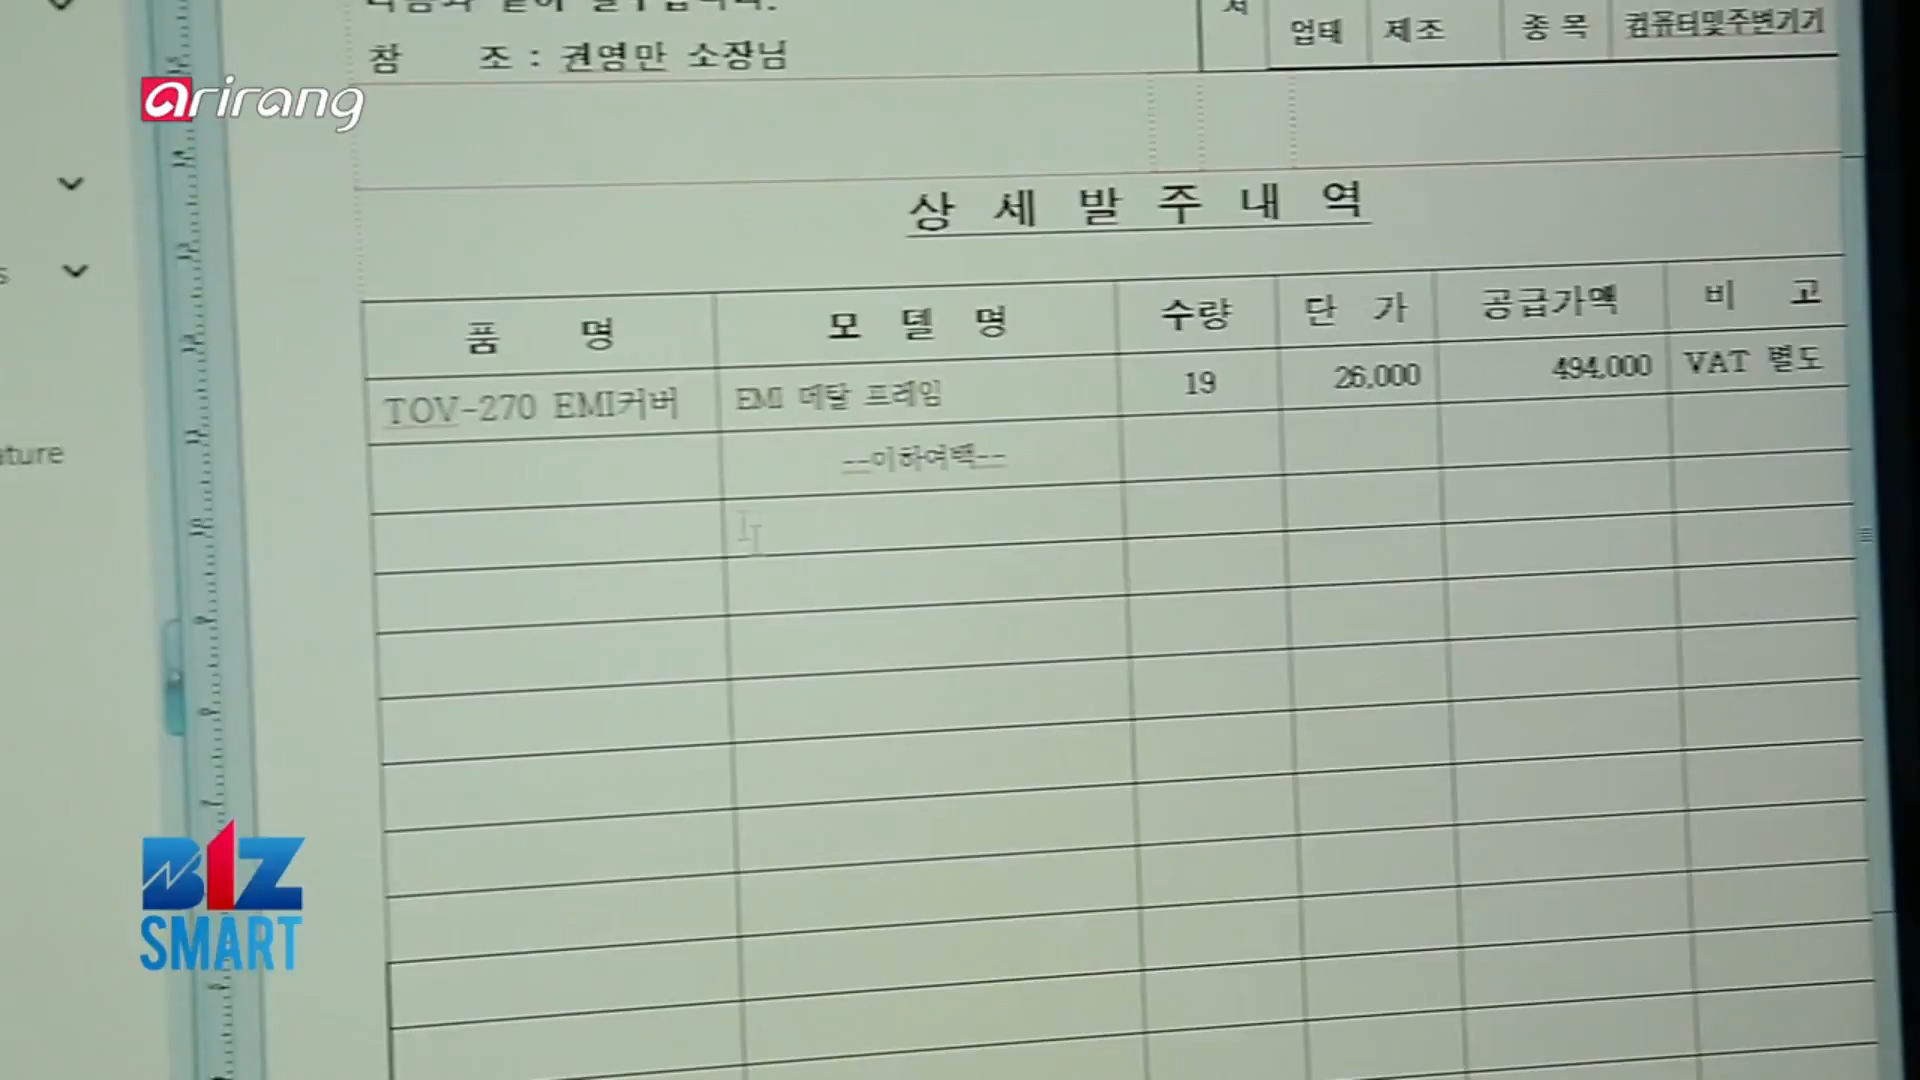 서
업태 제조 종 목 컴퓨터및주변기기
참 조 : 권영만 소장님
arirang
상 세 발 주 내 역
품 명 모 델 명 수량 단 가 공급가액 비 고
TOV-270 EMI커버 EMI 메탈 프레임 19 26,000 494,000 VAT 별도
--이하여백--
ature
BIZ
SMART